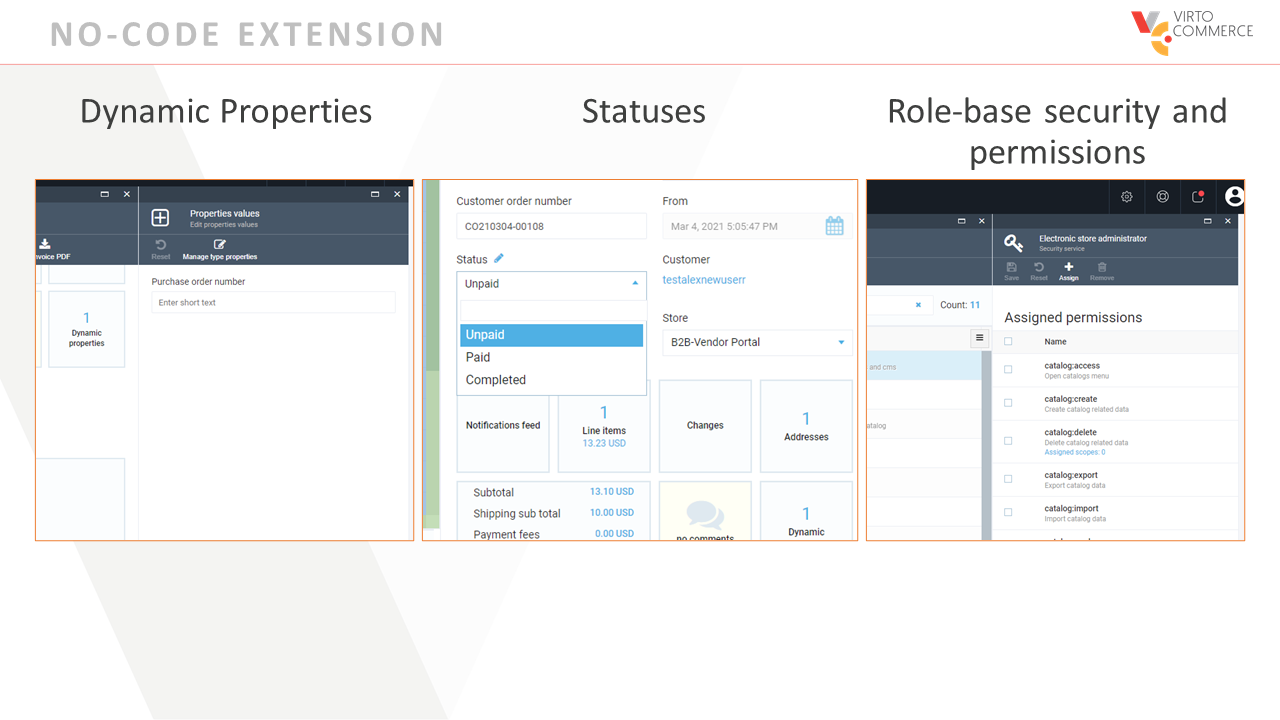 NO-CODE EXTENSION
VIRTO
COMMERCE
Dynamic Properties
Statuses
Role-base security and
permissions
Properties values
Edit properties values
nvoice PDF
Reset
Manage type properties
Purchase order number
Enter short text
1
Dynamic
properties
Customer order number
From
CO210304-00108
Mar 4, 2021 5:05:47 PM
Status
Customer
Unpaid
testalexnewuserr
Unpaid
Paid
Completed
Store
B2B-Vendor Portal
Notifications feed
1
Line items
13.23 USD
Changes
1
Addresses
Subtotal 13.10 USD
Shipping sub total 10.00 USD
Payment fees 0.00 USD
no comments
1
Dynamic
Electronic store administrator
Security service
Save
Reset
Assign
Remove
Count: 11
Assigned permissions
Name
and cms
catalog:access
Open catalogs menu
catalog:create
Create catalog related data
atalog
catalog:delete
Delete catalog related data
Assigned scopes: 0
catalog:export
Export catalog data
catalog:import
Import catalog data